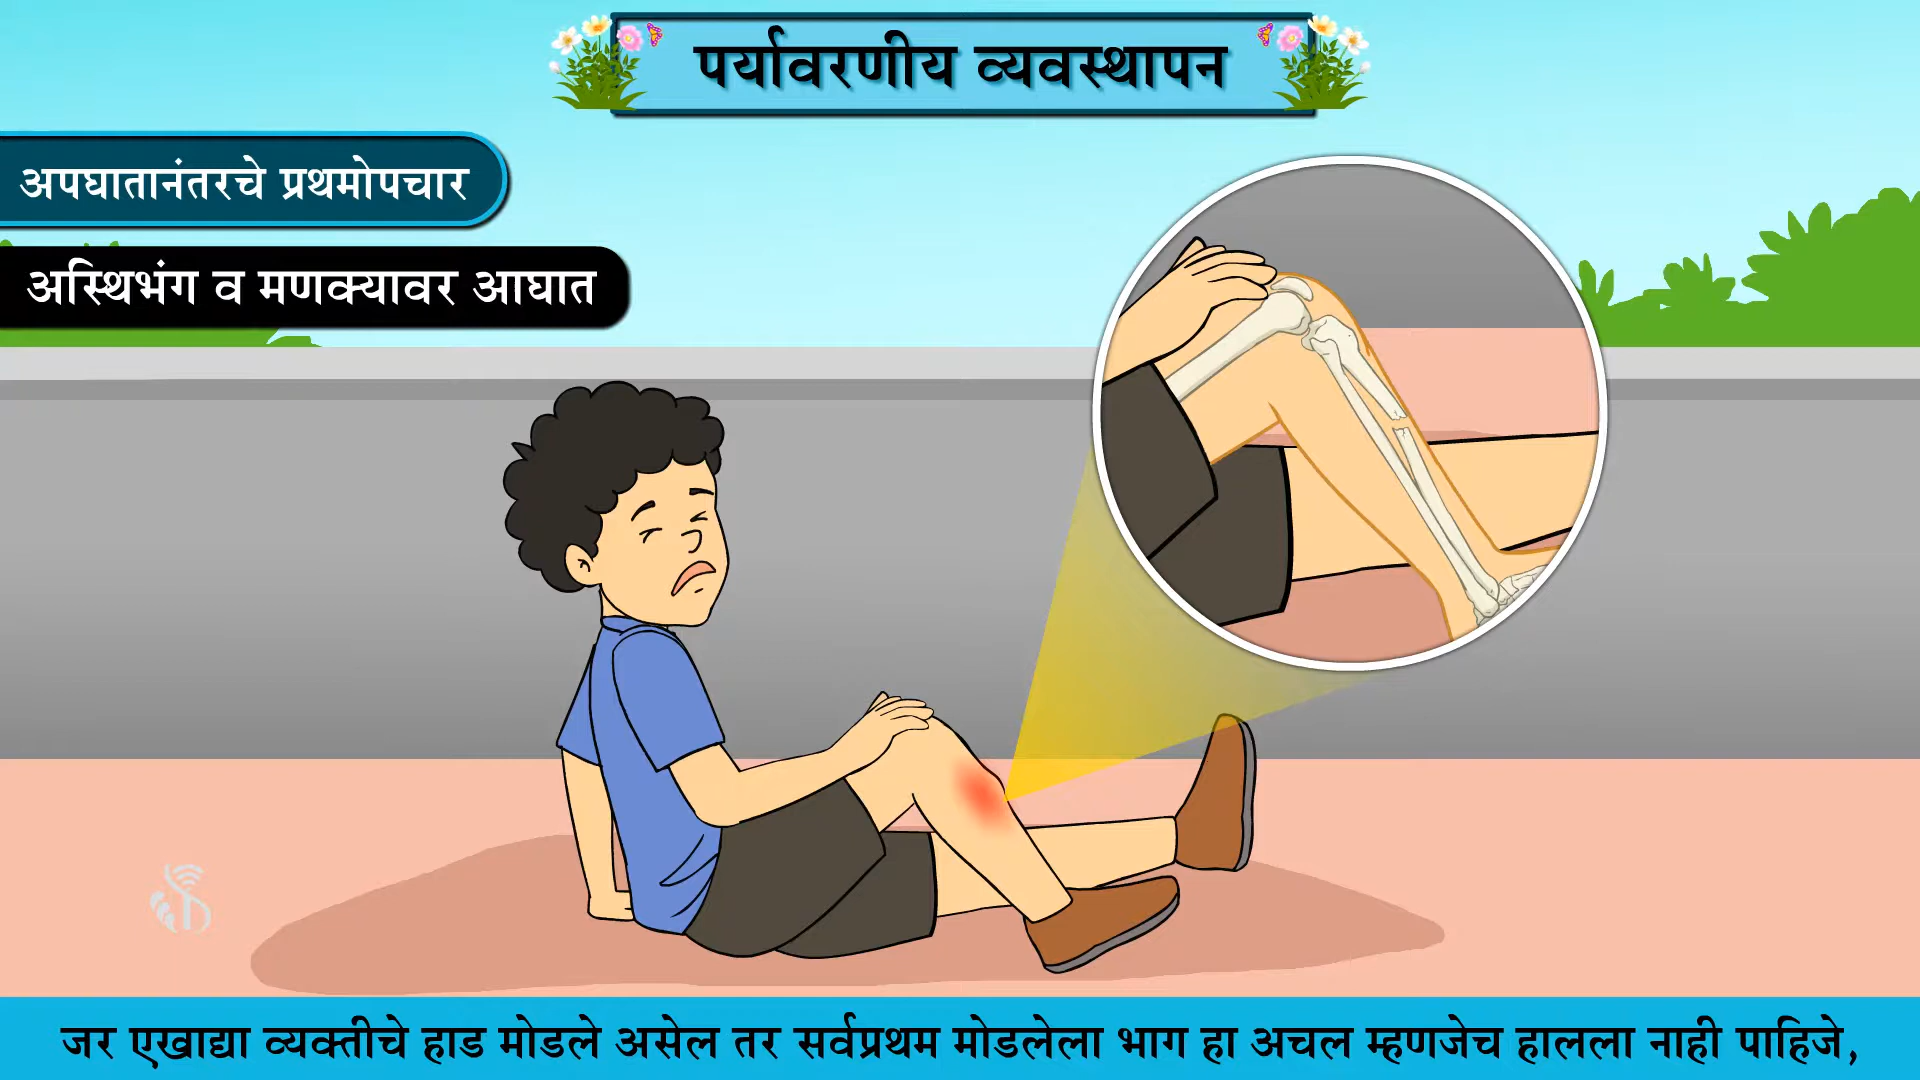 पर्यावरणीय व्यवस्थापन
अपघातानंतरचे प्रथमोपचार
अस्थिभंग व मणक्यावर आघात
जर एखाद्या व्यक्तीचे हाड मोडले असेल तर सर्वप्रथम मोडलेला भाग हा अचल म्हणजेच हालला नाही पाहिजे,